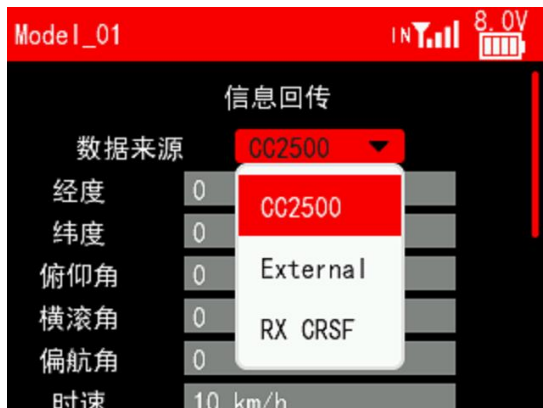 Model_01 IN 8.0V
信息回传
数据来源 CC2500
经度 0
CC2500
纬度 0
External
俯仰角 0
横滚角 0
RX CRSF
偏航角 0
时速 10 km/h